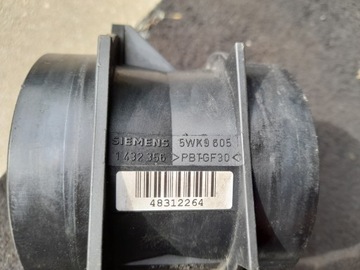 SIEMENS 5WK9 605
1 432 356 >PBT-GF30<
48312264